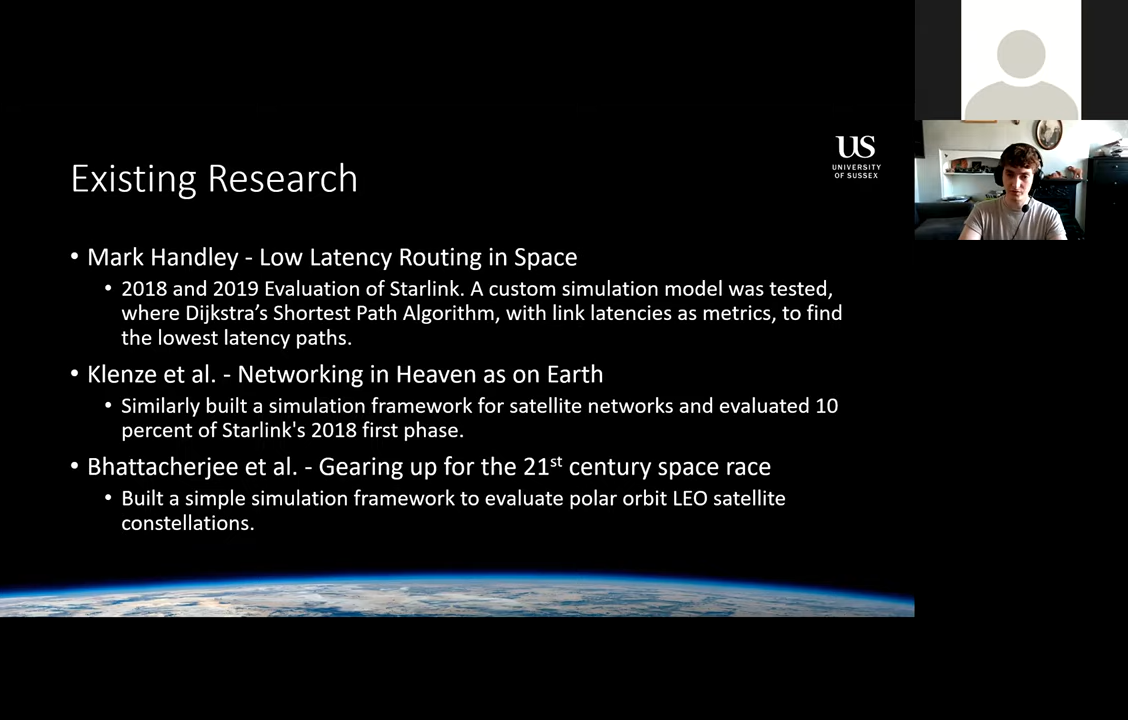 US
UNIVERSITY
OF SUSSEX
Existing Research
• Mark Handley - Low Latency Routing in Space
• 2018 and 2019 Evaluation of Starlink. A custom simulation model was tested,
where Dijkstra’s Shortest Path Algorithm, with link latencies as metrics, to find
the lowest latency paths.
• Klenze et al. - Networking in Heaven as on Earth
• Similarly built a simulation framework for satellite networks and evaluated 10
percent of Starlink's 2018 first phase.
• Bhattacherjee et al. - Gearing up for the 21st century space race
• Built a simple simulation framework to evaluate polar orbit LEO satellite
constellations.